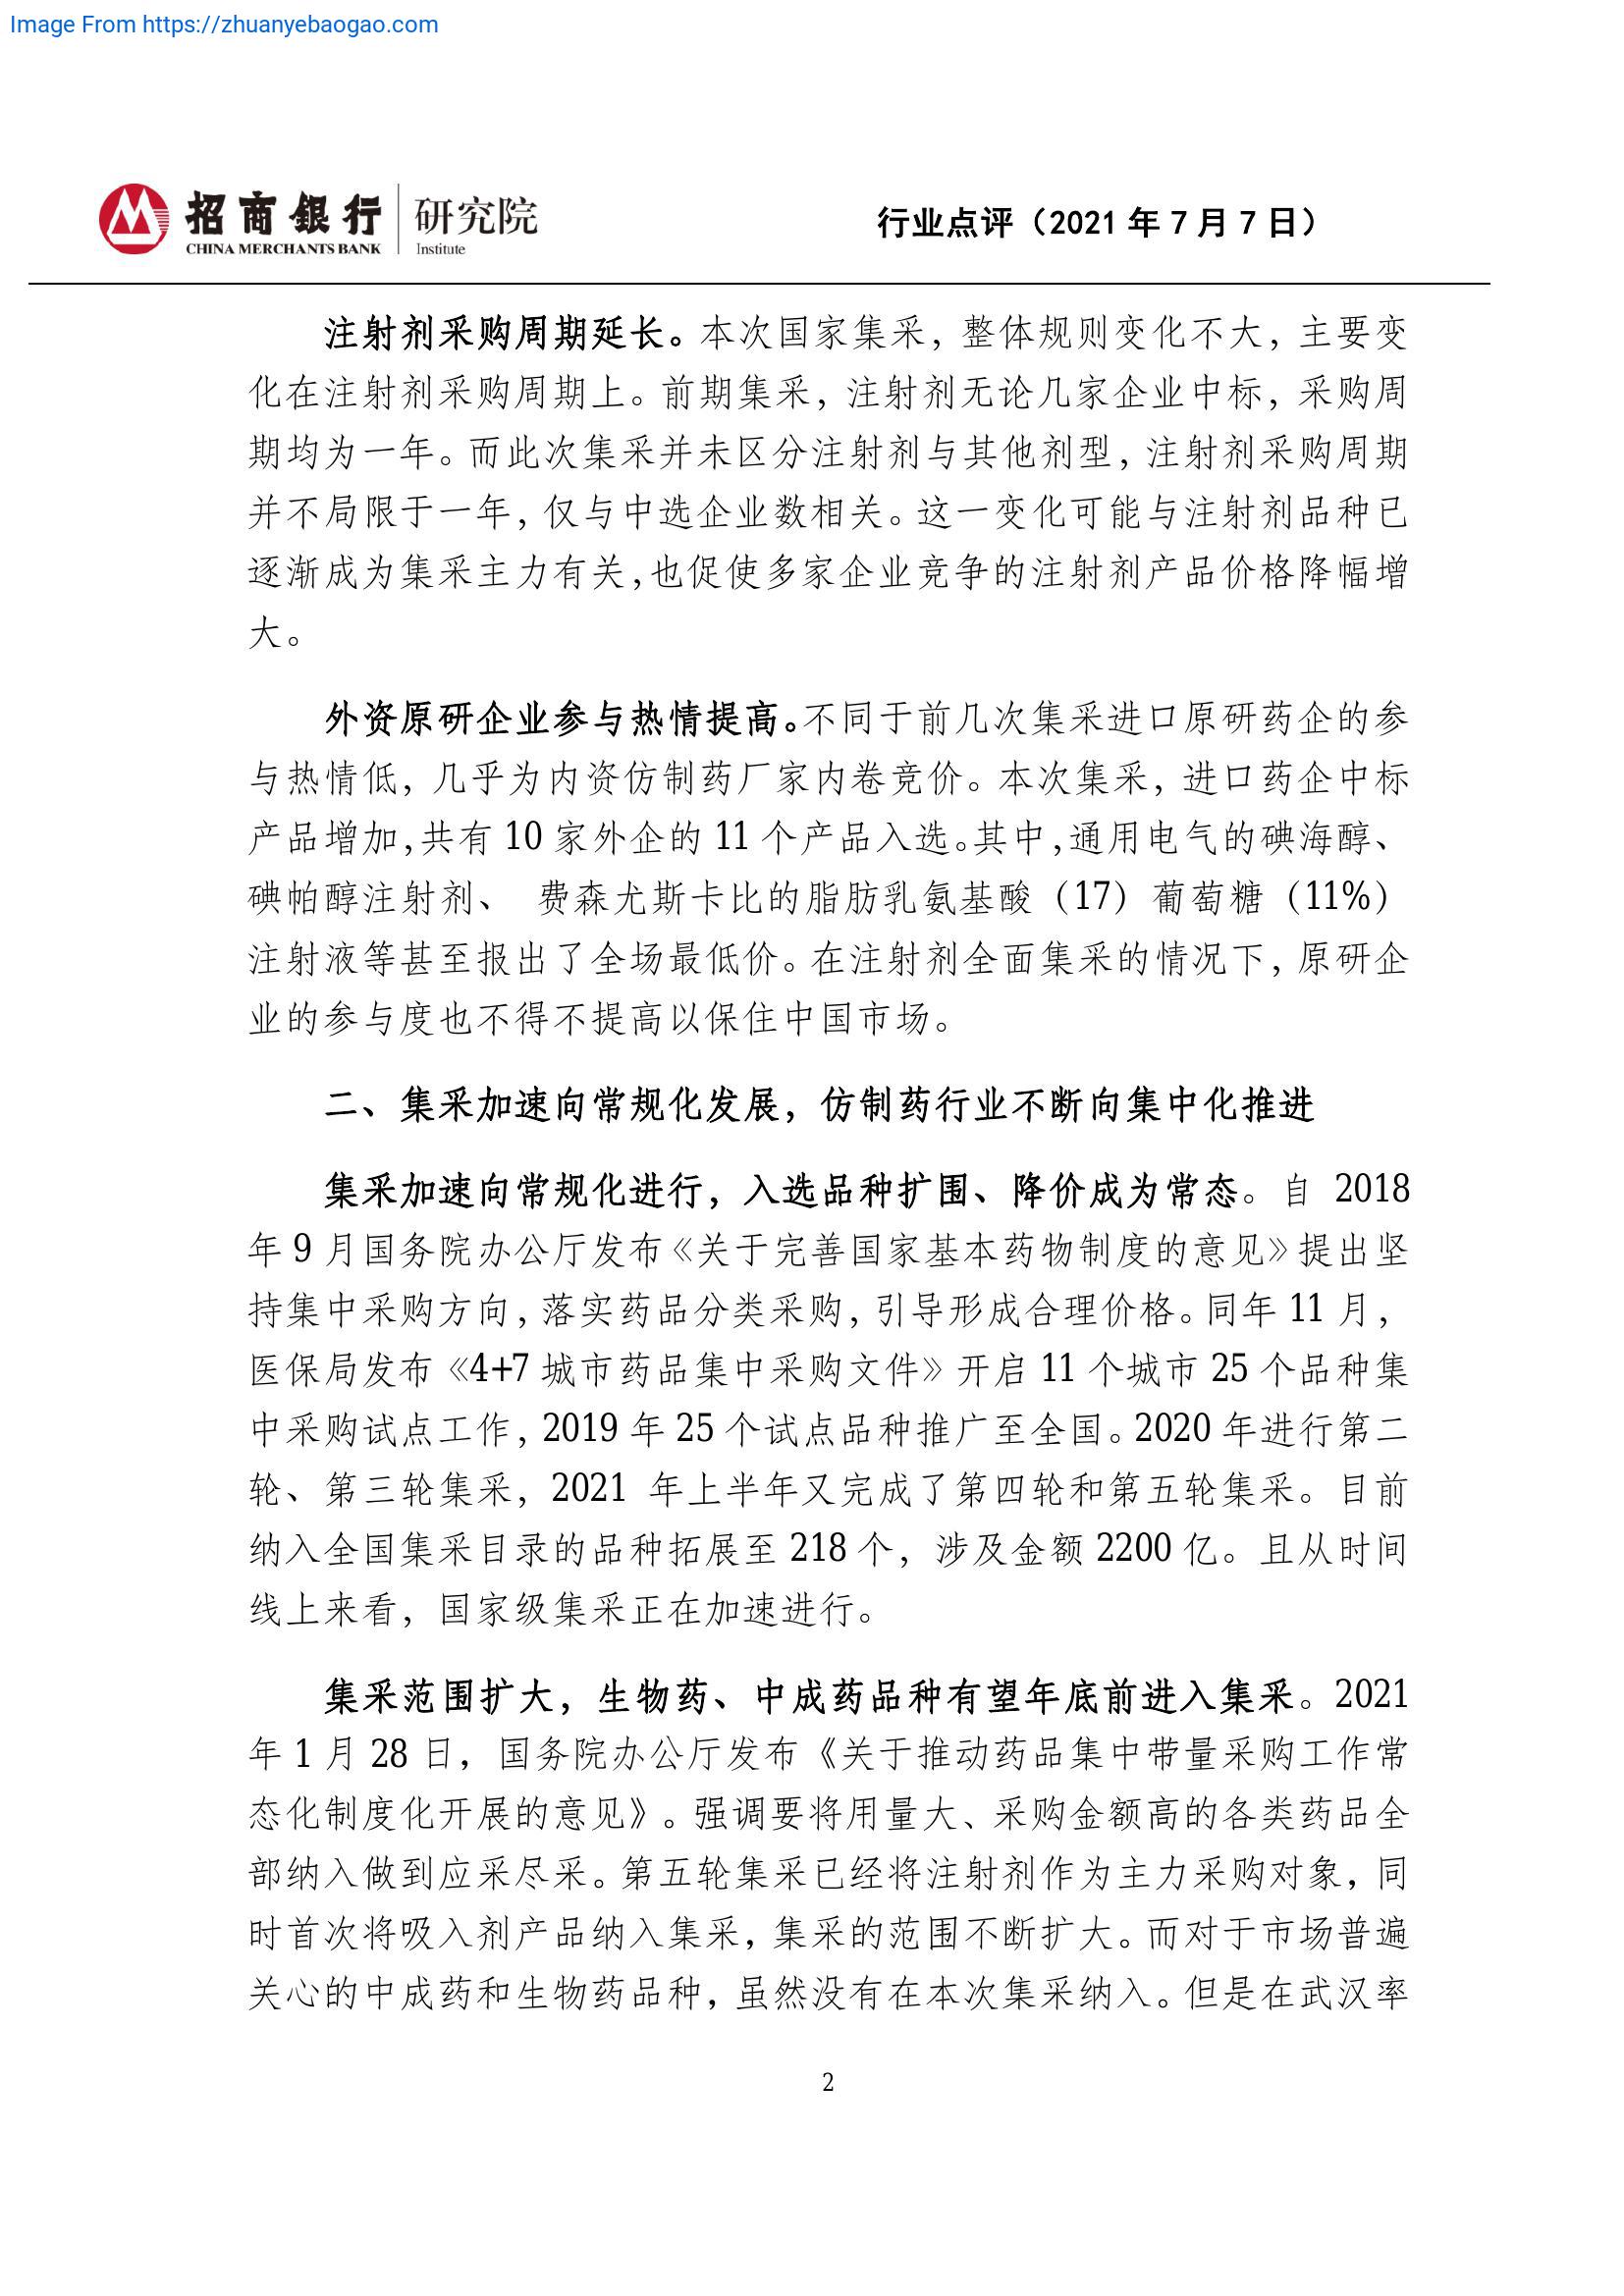 Image From https://zhuanyebaogao.com
招商銀行 研究院
CHINA MERCHANTS BANK Institute
行业点评（2021 年 7 月 7 日）
注射剂采购周期延长。本次国家集采，整体规则变化不大，主要变
化在注射剂采购周期上。前期集采，注射剂无论几家企业中标，采购周
期均为一年。而此次集采并未区分注射剂与其他剂型，注射剂采购周期
并不局限于一年，仅与中选企业数相关。这一变化可能与注射剂品种已
逐渐成为集采主力有关，也促使多家企业竞争的注射剂产品价格降幅增
大。
外资原研企业参与热情提高。不同于前几次集采进口原研药企的参
与热情低，几乎为内资仿制药厂家内卷竞价。本次集采，进口药企中标
产品增加，共有 10 家外企的 11 个产品入选。其中，通用电气的碘海醇、
碘帕醇注射剂、 费森尤斯卡比的脂肪乳氨基酸（17）葡萄糖（11%）
注射液等甚至报出了全场最低价。在注射剂全面集采的情况下，原研企
业的参与度也不得不提高以保住中国市场。
二、集采加速向常规化发展，仿制药行业不断向集中化推进
集采加速向常规化进行，入选品种扩围、降价成为常态。自 2018
年 9 月国务院办公厅发布《关于完善国家基本药物制度的意见》提出坚
持集中采购方向，落实药品分类采购，引导形成合理价格。同年 11 月，
医保局发布《4+7 城市药品集中采购文件》开启 11 个城市 25 个品种集
中采购试点工作，2019 年 25 个试点品种推广至全国。2020 年进行第二
轮、第三轮集采，2021 年上半年又完成了第四轮和第五轮集采。目前
纳入全国集采目录的品种拓展至 218 个，涉及金额 2200 亿。且从时间
线上来看，国家级集采正在加速进行。
集采范围扩大，生物药、中成药品种有望年底前进入集采。2021
年 1 月 28 日，国务院办公厅发布《关于推动药品集中带量采购工作常
态化制度化开展的意见》。强调要将用量大、采购金额高的各类药品全
部纳入做到应采尽采。第五轮集采已经将注射剂作为主力采购对象，同
时首次将吸入剂产品纳入集采，集采的范围不断扩大。而对于市场普遍
关心的中成药和生物药品种，虽然没有在本次集采纳入。但是在武汉率
2